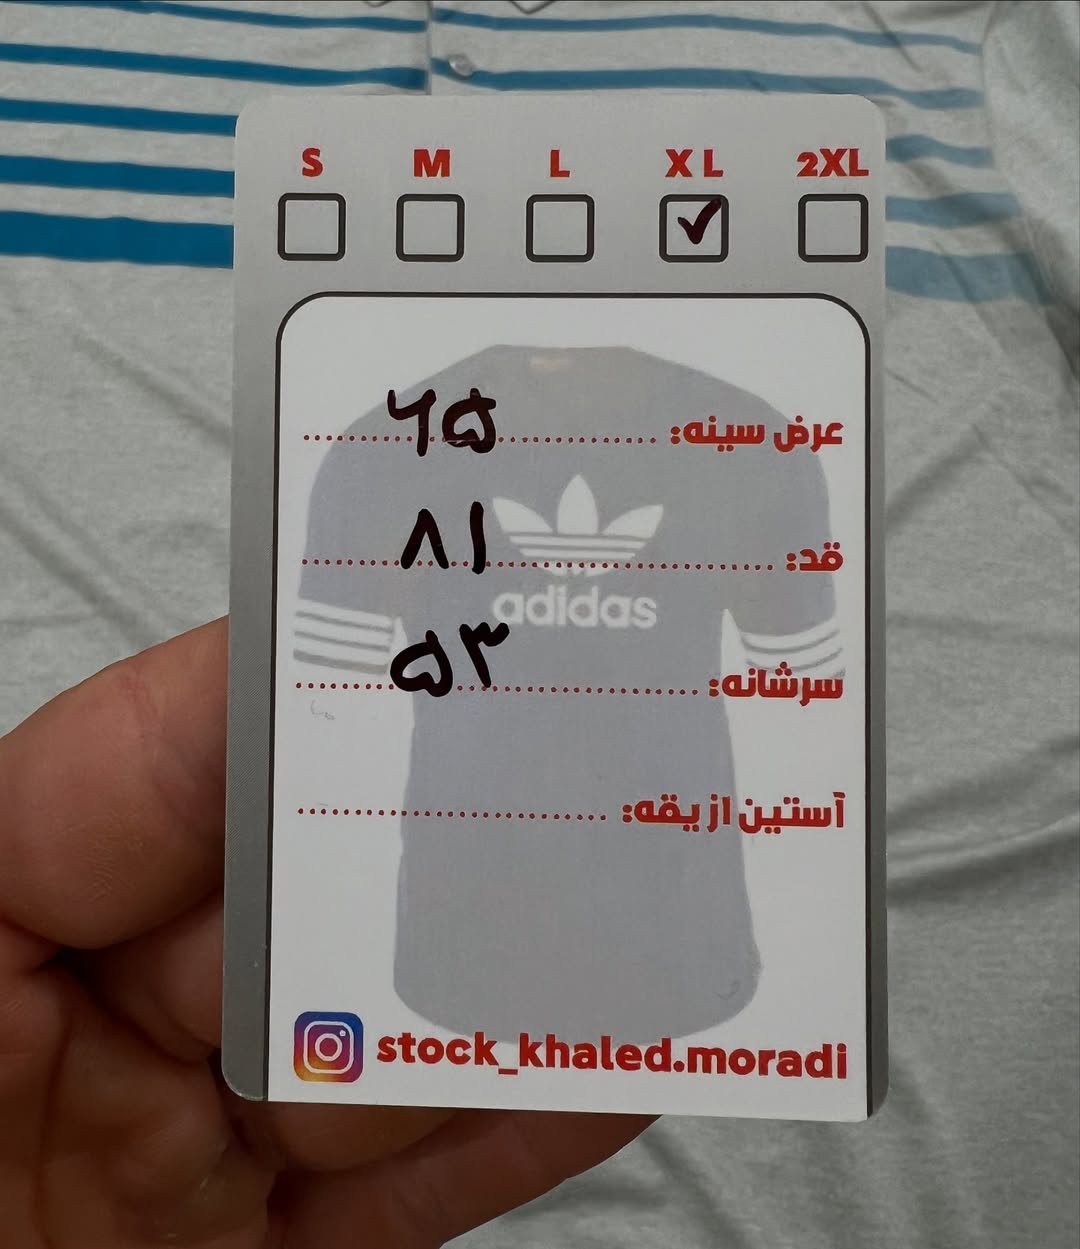 S M L XL 2XL
عرض سینه: ۶۵
قد: ۸۱
adidas
سرشانه: ۵۳
آستین از یقه:
stock_khaled.moradi